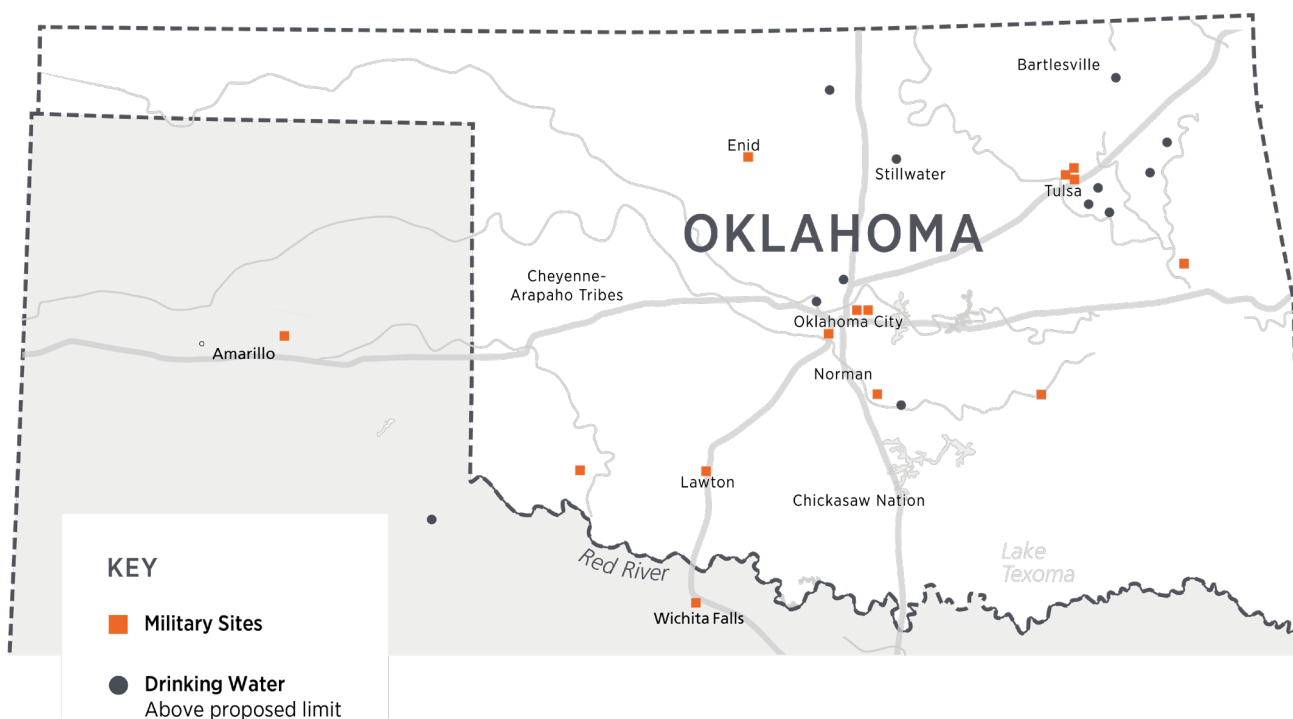 Bartlesville
Enid
Stillwater
Tulsa
OKLAHOMA
Cheyenne-
Arapaho Tribes
Oklahoma City
Amarillo
Norman
Lawton
Chickasaw Nation
Red River
Lake
Texoma
Wichita Falls
KEY
Military Sites
Drinking Water
Above proposed limit